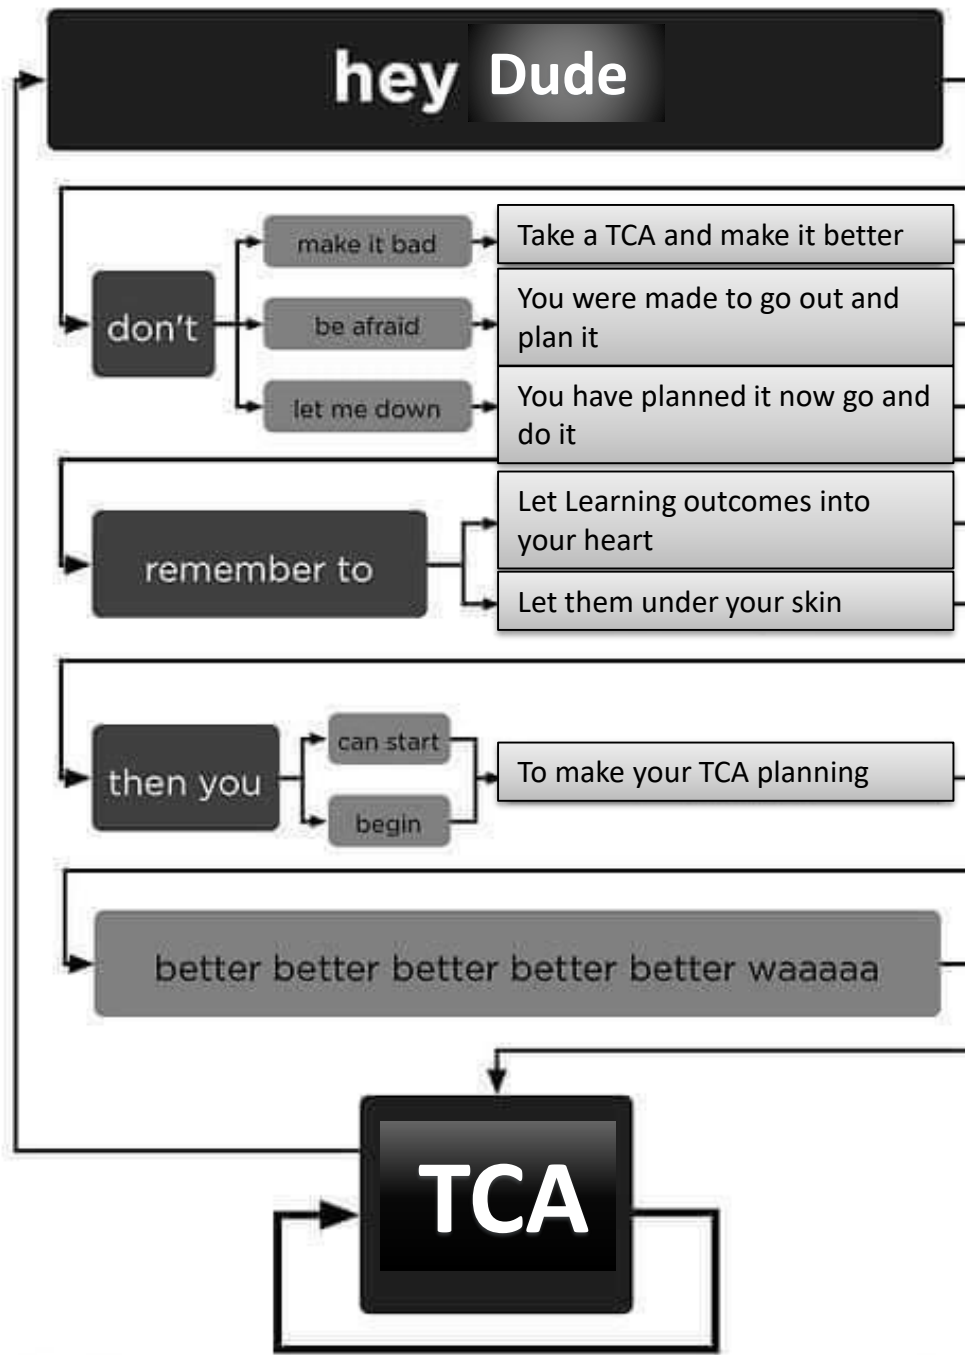 hey Dude
make it bad
Take a TCA and make it better
don't
be afraid
You were made to go out and
plan it
let me down
You have planned it now go and
do it
remember to
Let Learning outcomes into
your heart
Let them under your skin
then you
can start
begin
To make your TCA planning
better better better better better waaaaa
TCA